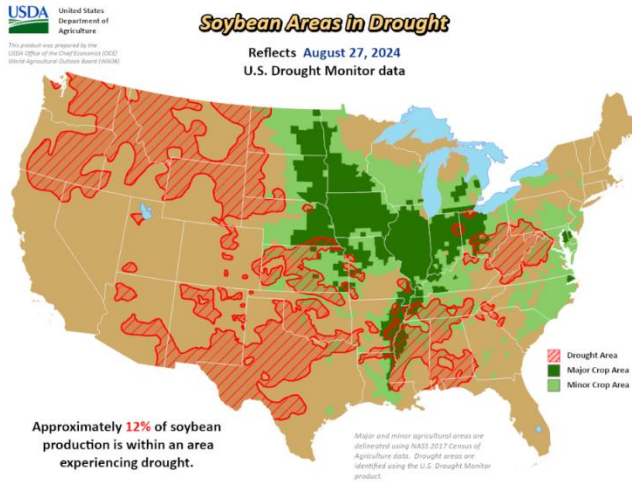 USDA
United States
Department of
Agriculture
This product was prepared by the
USDA Office of the Chief Economist (OCE)
World Agricultural Outlook Board (WAOB)
Soybean Areas in Drought
Reflects August 27, 2024
U.S. Drought Monitor data
Drought Area
Major Crop Area
Minor Crop Area
Approximately 12% of soybean
production is within an area
experiencing drought.
Major and minor agricultural areas are
delineated using NASS 2017 Census of
Agriculture data. Drought areas are
identified using the U.S. Drought Monitor
product.